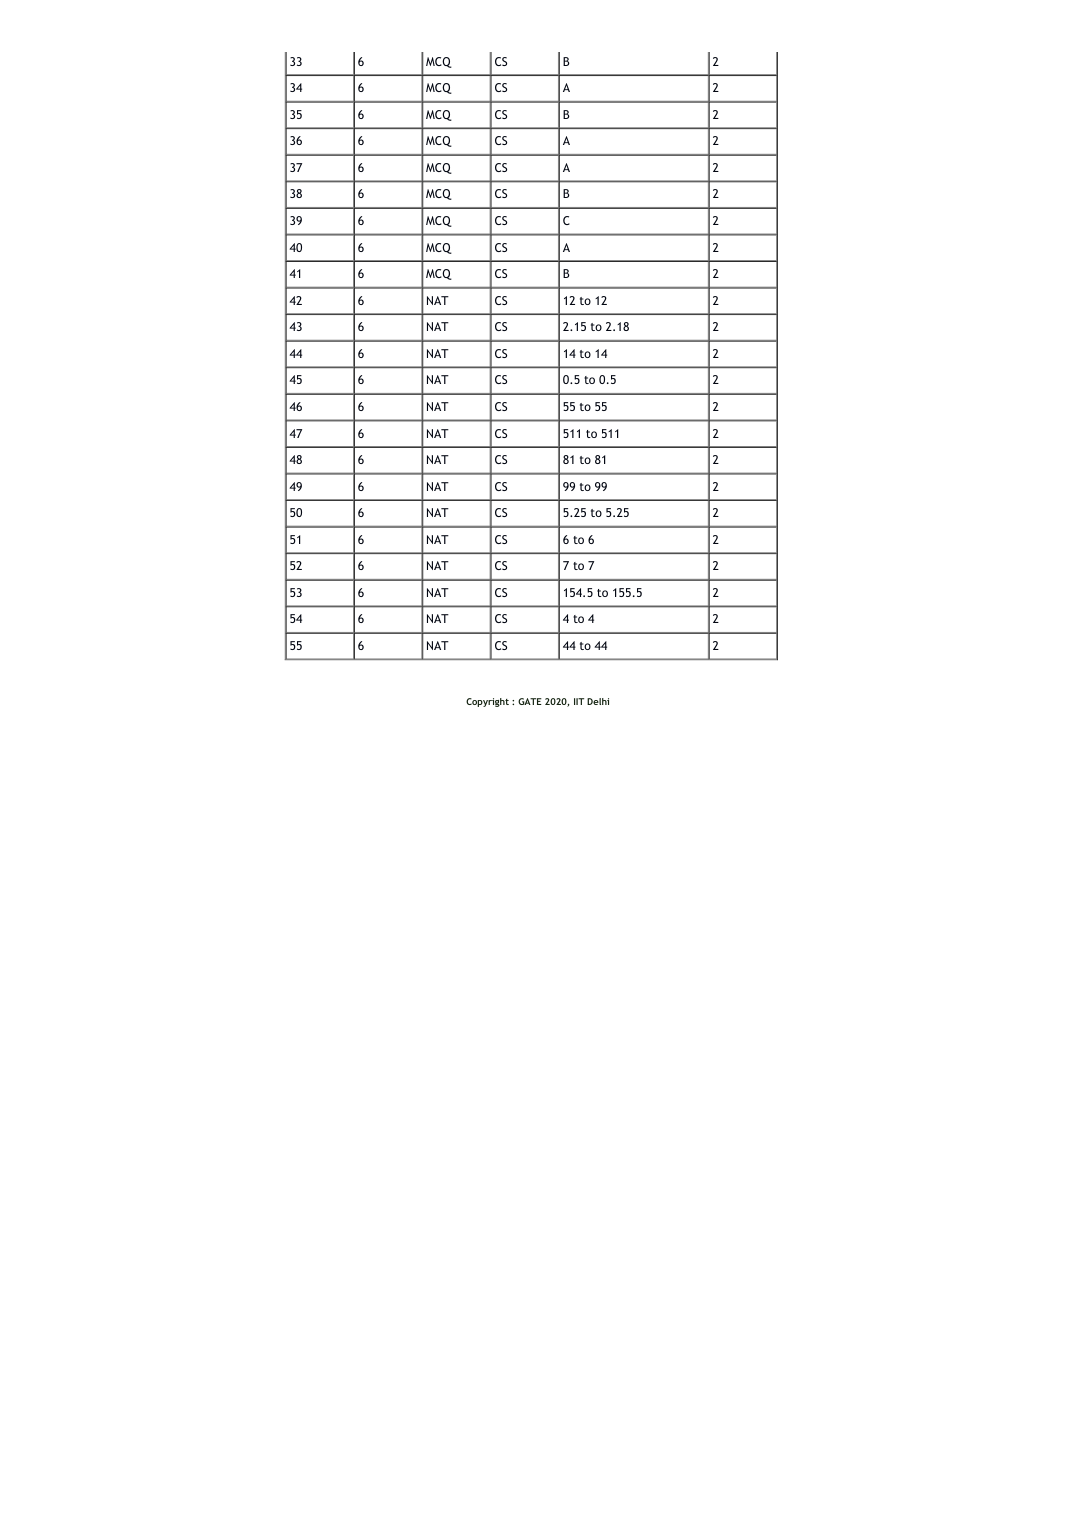 33 6 MCQ CS B 2
34 6 MCQ CS A 2
35 6 MCQ CS B 2
36 6 MCQ CS A 2
37 6 MCQ CS A 2
38 6 MCQ CS B 2
39 6 MCQ CS C 2
40 6 MCQ CS A 2
41 6 MCQ CS B 2
42 6 NAT CS 12 to 12 2
43 6 NAT CS 2.15 to 2.18 2
44 6 NAT CS 14 to 14 2
45 6 NAT CS 0.5 to 0.5 2
46 6 NAT CS 55 to 55 2
47 6 NAT CS 511 to 511 2
48 6 NAT CS 81 to 81 2
49 6 NAT CS 99 to 99 2
50 6 NAT CS 5.25 to 5.25 2
51 6 NAT CS 6 to 6 2
52 6 NAT CS 7 to 7 2
53 6 NAT CS 154.5 to 155.5 2
54 6 NAT CS 4 to 4 2
55 6 NAT CS 44 to 44 2
Copyright : GATE 2020, IIT Delhi